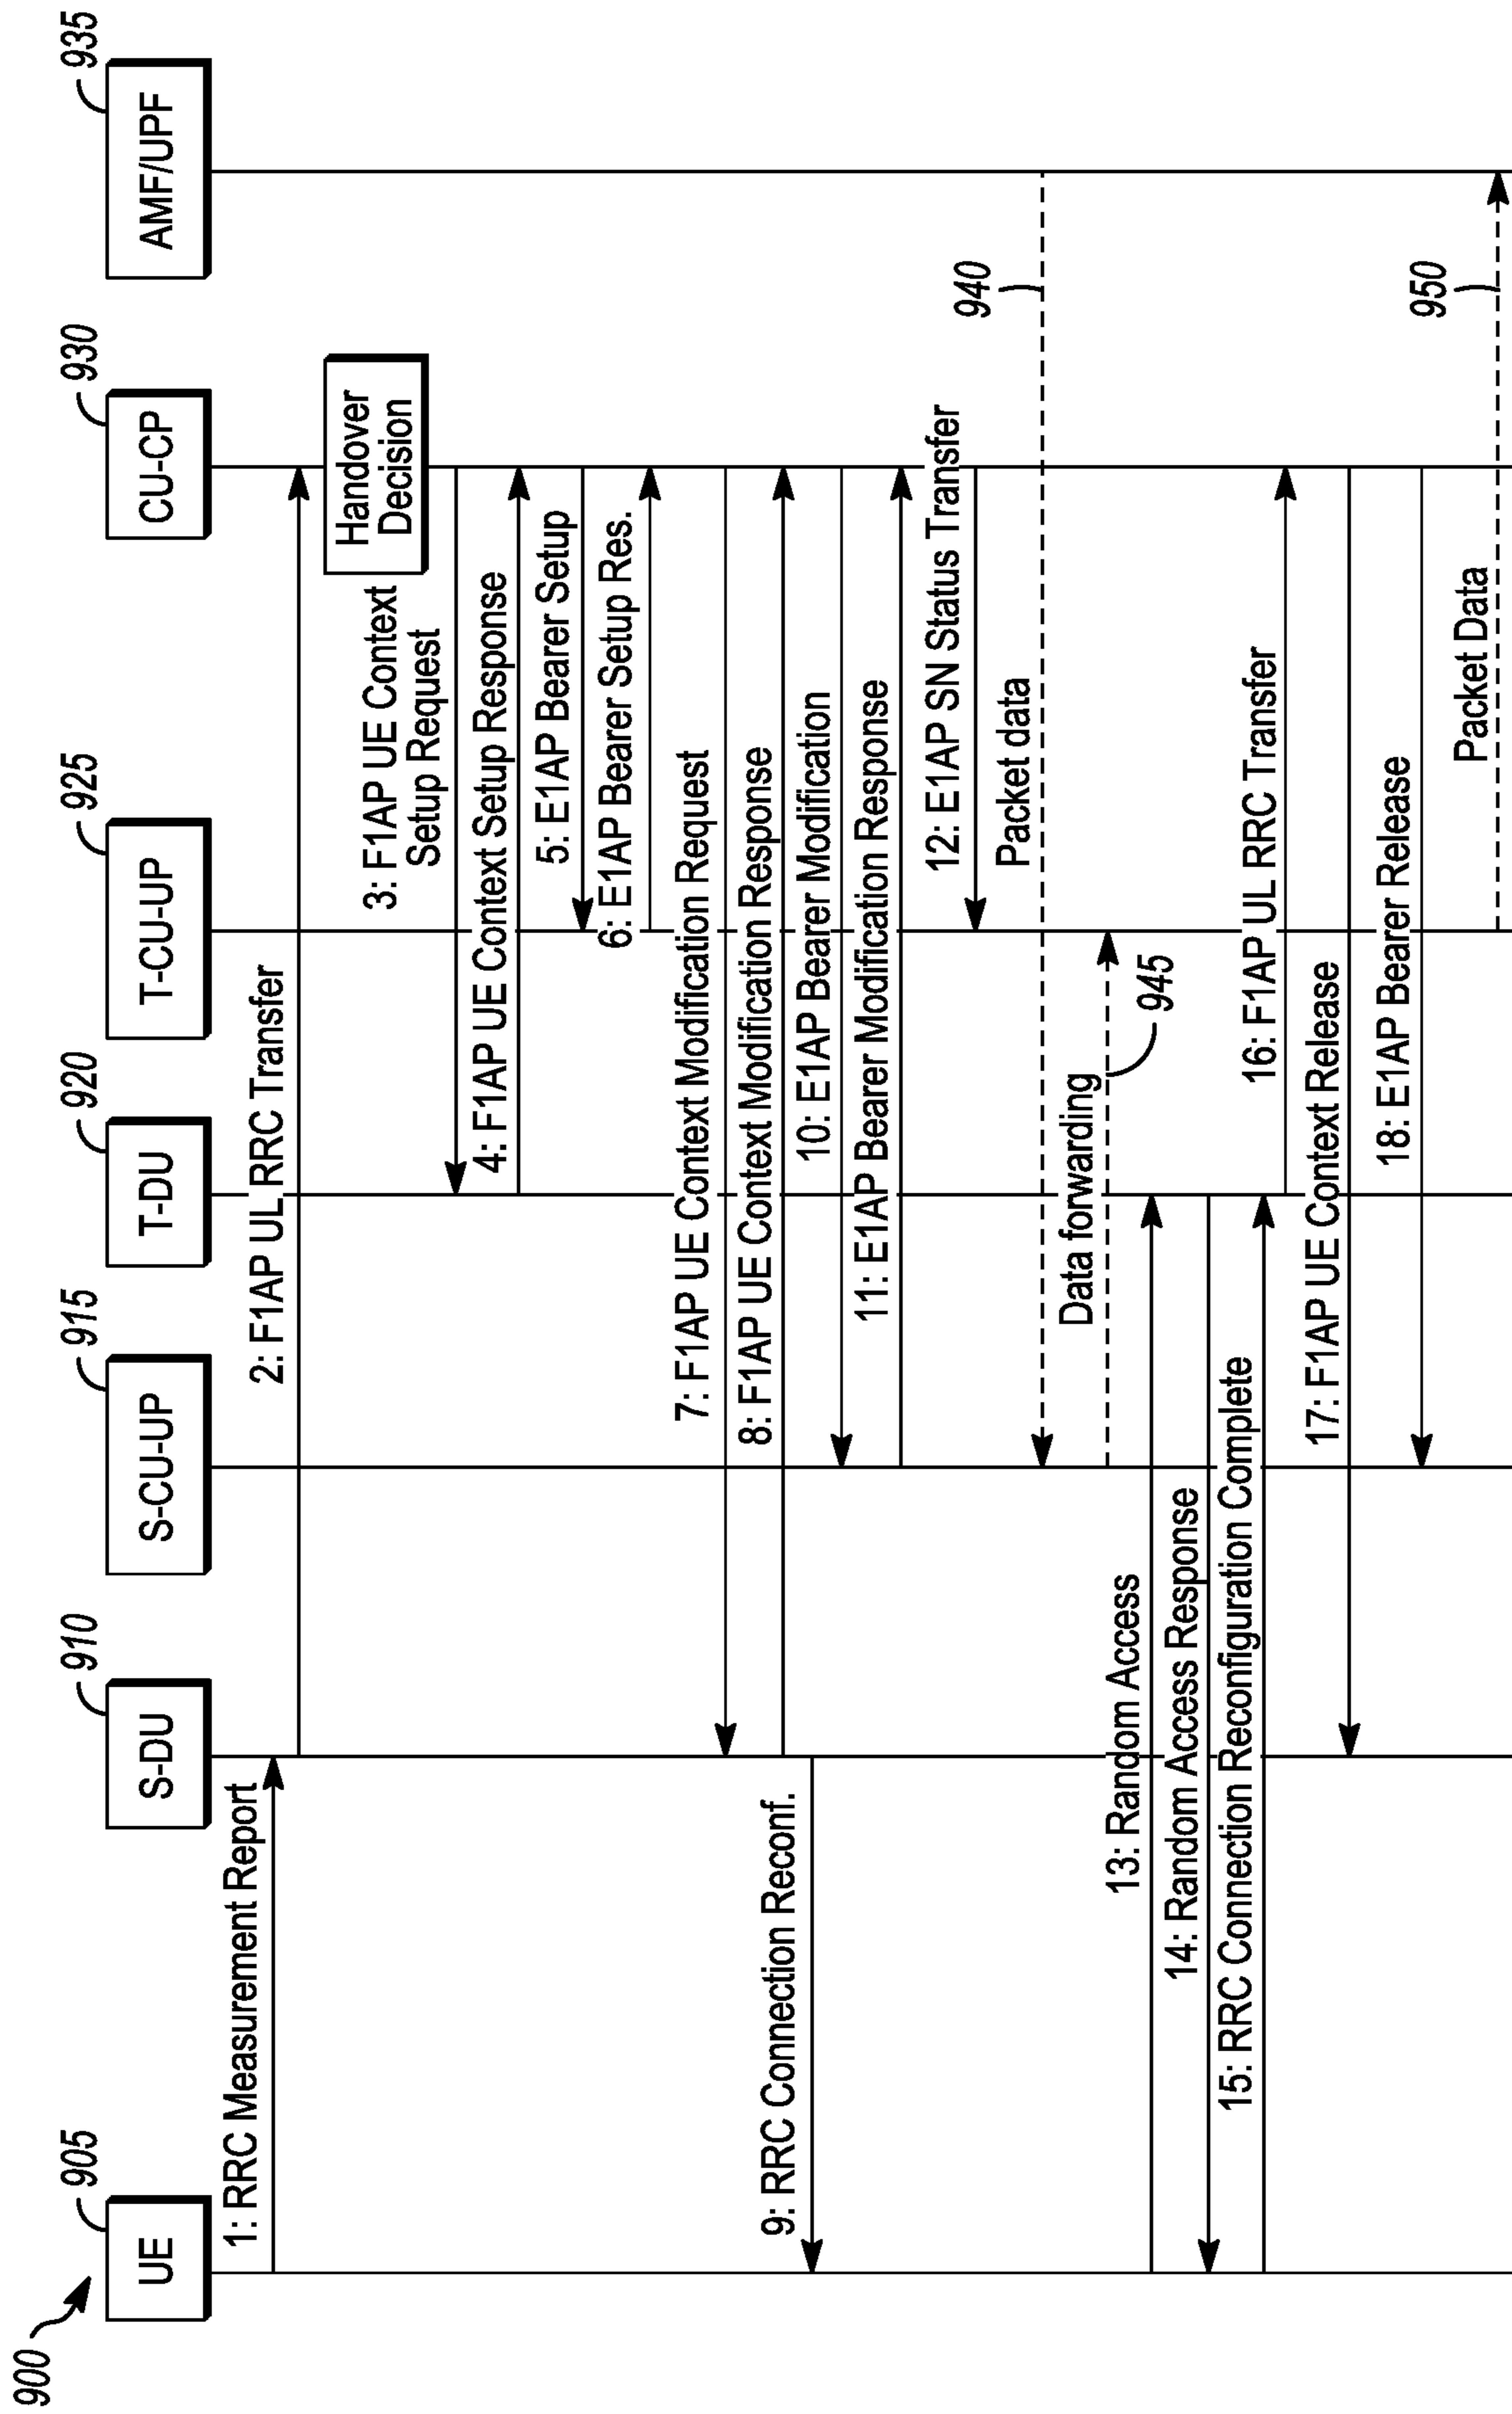 900
905
910
915
920
925
930
935
UE
S-DU
S-CU-UP
T-DU
T-CU-UP
CU-CP
AMF/UPF
1: RRC Measurement Report
2: F1AP UL RRC Transfer
Handover
Decision
3: F1AP UE Context
Setup Request
4: F1AP UE Context Setup Response
5: E1AP Bearer Setup
6: E1AP Bearer Setup Res.
7: F1AP UE Context Modification Request
8: F1AP UE Context Modification Response
9: RRC Connection Reconf.
10: E1AP Bearer Modification
11: E1AP Bearer Modification Response
12: E1AP SN Status Transfer
Packet data
940
Data forwarding
945
13: Random Access
14: Random Access Response
15: RRC Connection Reconfiguration Complete
16: F1AP UL RRC Transfer
17: F1AP UE Context Release
18: E1AP Bearer Release
Packet Data
950